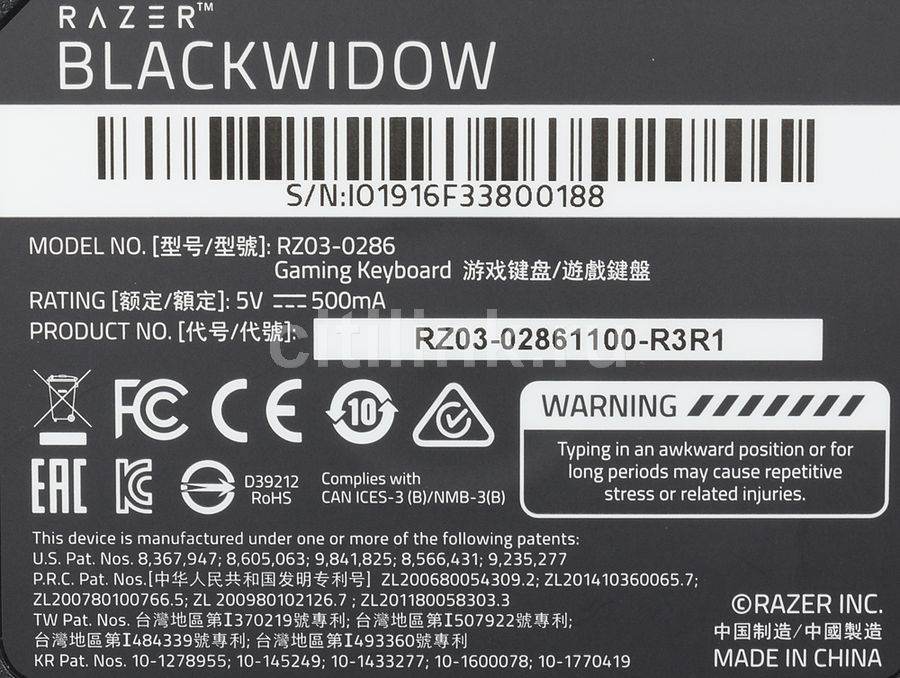 RAZER™
BLACKWIDOW
S/N:IO1916F33800188
MODEL NO. [型号/型號]: RZ03-0286
Gaming Keyboard 游戏键盘/遊戲鍵盤
RATING [额定/額定]: 5V ⎓ 500mA
PRODUCT NO. [代号/代號]: RZ03-02861100-R3R1
citilink.ru
FC CE 10
WARNING
Typing in an awkward position or for
long periods may cause repetitive
stress or related injuries.
EAC KC D39212
RoHS
Complies with
CAN ICES-3 (B)/NMB-3(B)
This device is manufactured under one or more of the following patents:
U.S. Pat. Nos. 8,367,947; 8,605,063; 9,841,825; 8,566,431; 9,235,277
P.R.C. Pat. Nos.[中华人民共和国发明专利号] ZL200680054309.2; ZL201410360065.7;
ZL200780100766.5; ZL 200980102126.7 ; ZL201180058303.3
TW Pat. Nos. 台灣地區第I370219號專利; 台灣地區第I507922號專利;
台灣地區第I484339號專利; 台灣地區第I493360號專利
KR Pat. Nos. 10-1278955; 10-145249; 10-1433277; 10-1600078; 10-1770419
©RAZER INC.
中国制造/中國製造
MADE IN CHINA